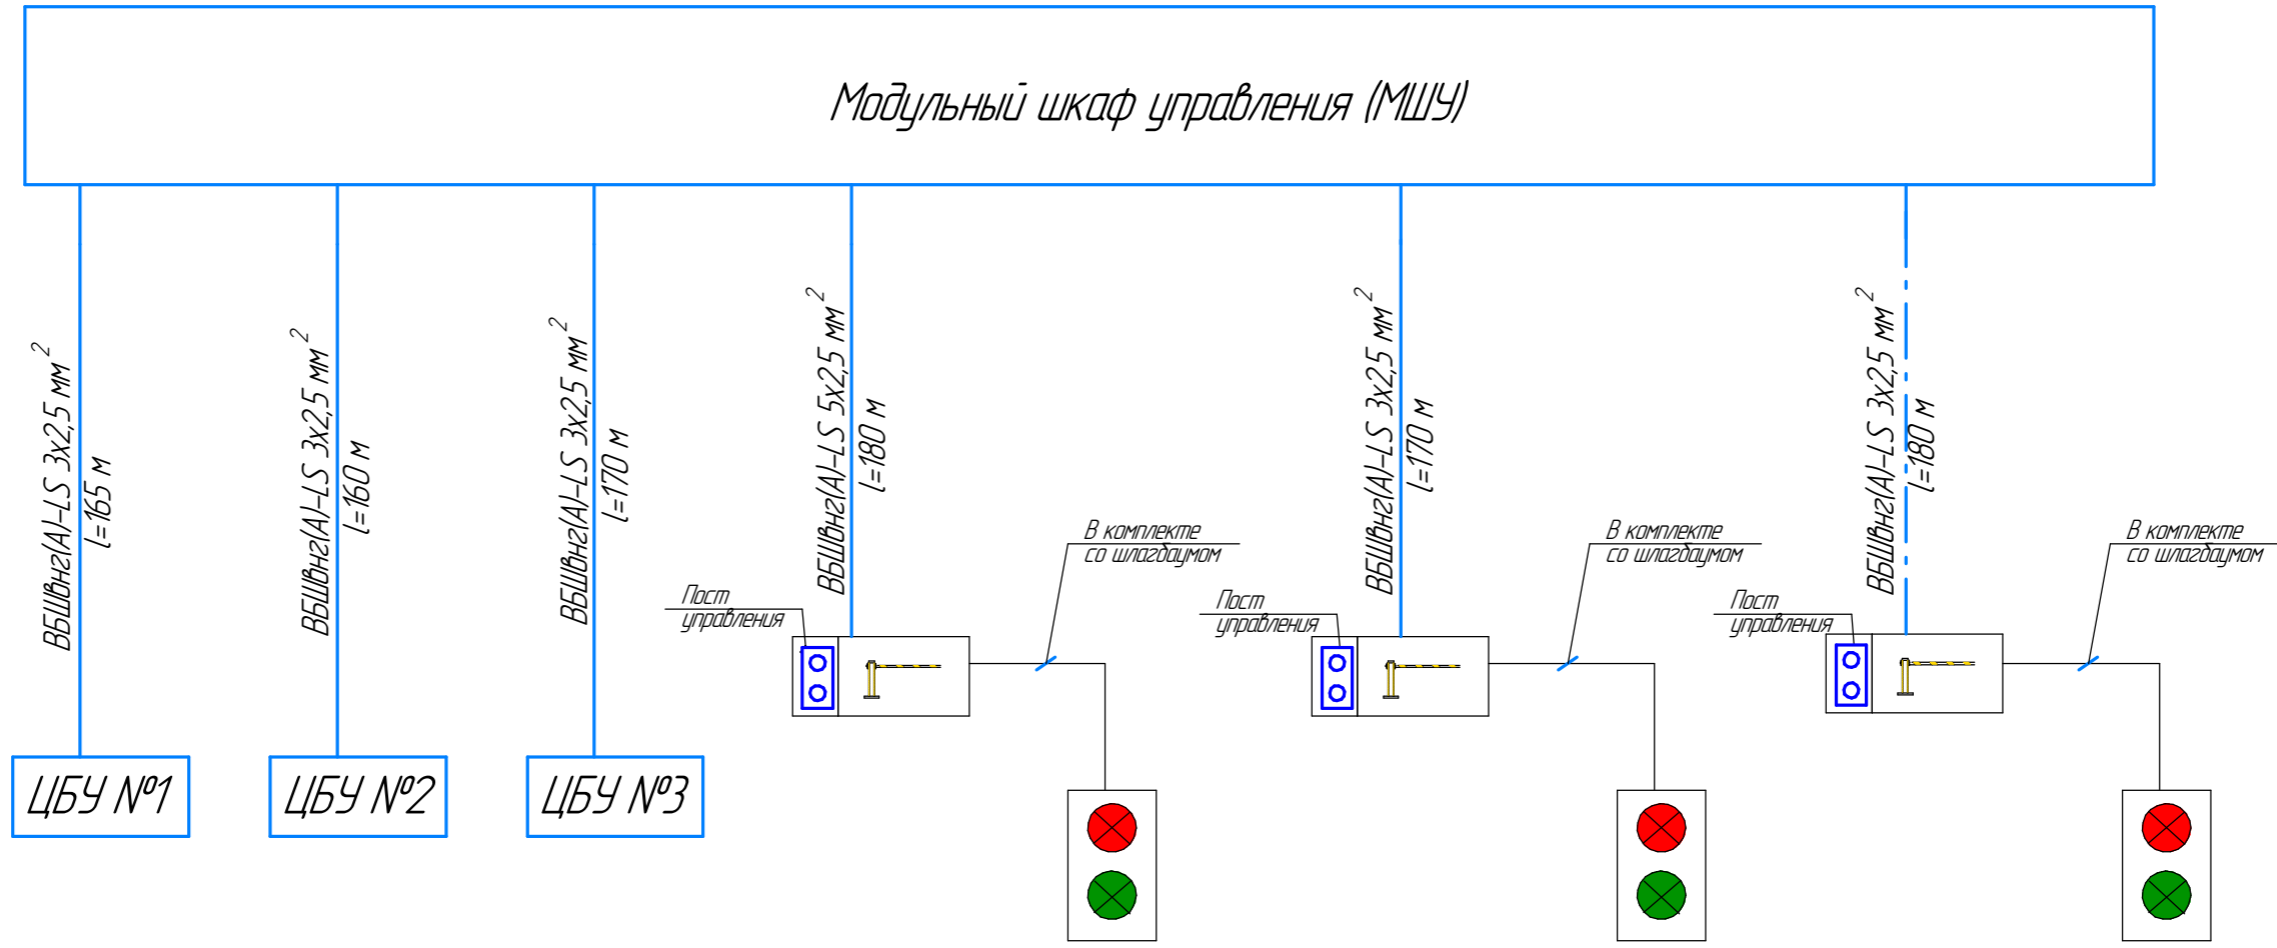 Модульный шкаф управления (МШУ)
ВБШвнг(А)-LS 3х2,5 мм²
l=165 м
ВБШвнг(А)-LS 3х2,5 мм²
l=160 м
ВБШвнг(А)-LS 3х2,5 мм²
l=170 м
ВБШвнг(А)-LS 5х2,5 мм²
l=180 м
ВБШвнг(А)-LS 3х2,5 мм²
l=170 м
ВБШвнг(А)-LS 3х2,5 мм²
l=180 м
Пост
управления
В комплекте
со шлагбаумом
Пост
управления
В комплекте
со шлагбаумом
Пост
управления
В комплекте
со шлагбаумом
ЦБУ №1
ЦБУ №2
ЦБУ №3